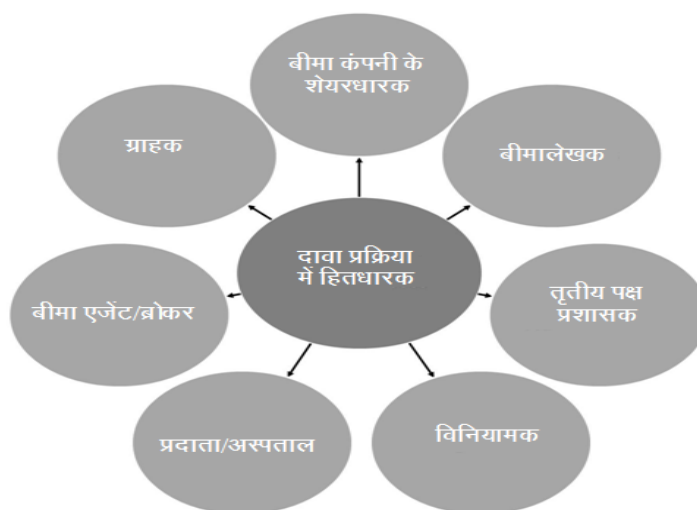 बीमा कंपनी के
शेयरधारक
ग्राहक
बीमालेखक
दावा प्रक्रिया
में हितधारक
बीमा एजेंट/ब्रोकर
तृतीय पक्ष
प्रशासक
प्रदाता/अस्पताल
विनियामक